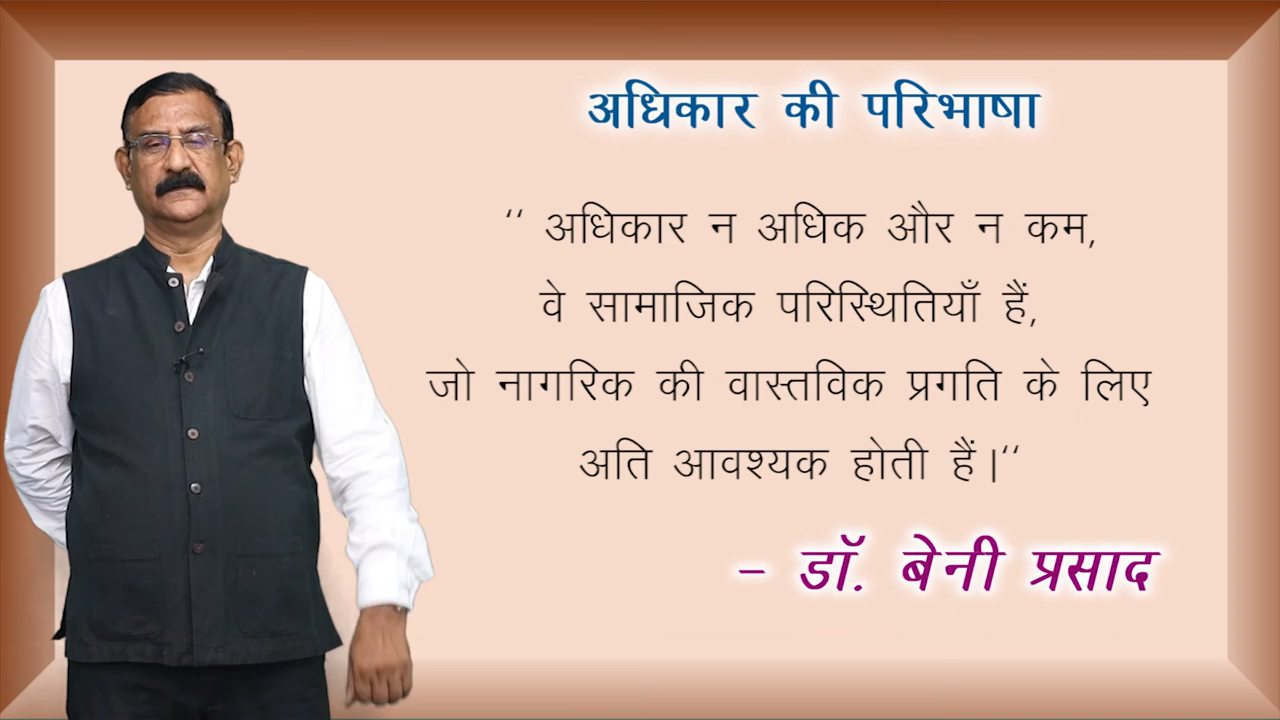 अधिकार की परिभाषा
‘‘ अधिकार न अधिक और न कम,
वे सामाजिक परिस्थितियाँ हैं,
जो नागरिक की वास्तविक प्रगति के लिए
अति आवश्यक होती हैं।‘‘
– डॉ. बेनी प्रसाद